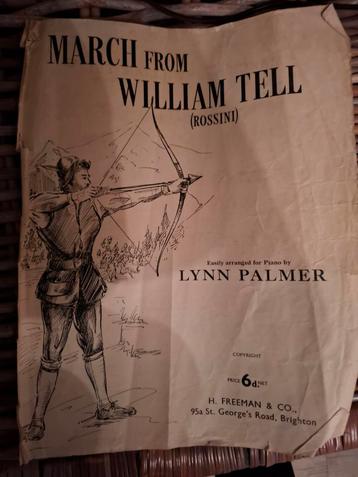 MARCH FROM
WILLIAM TELL
(ROSSINI)
Easily arranged for Piano by
LYNN PALMER
COPYRIGHT
PRICE 6d. NET
H. FREEMAN & CO.,
95a St. George's Road, Brighton